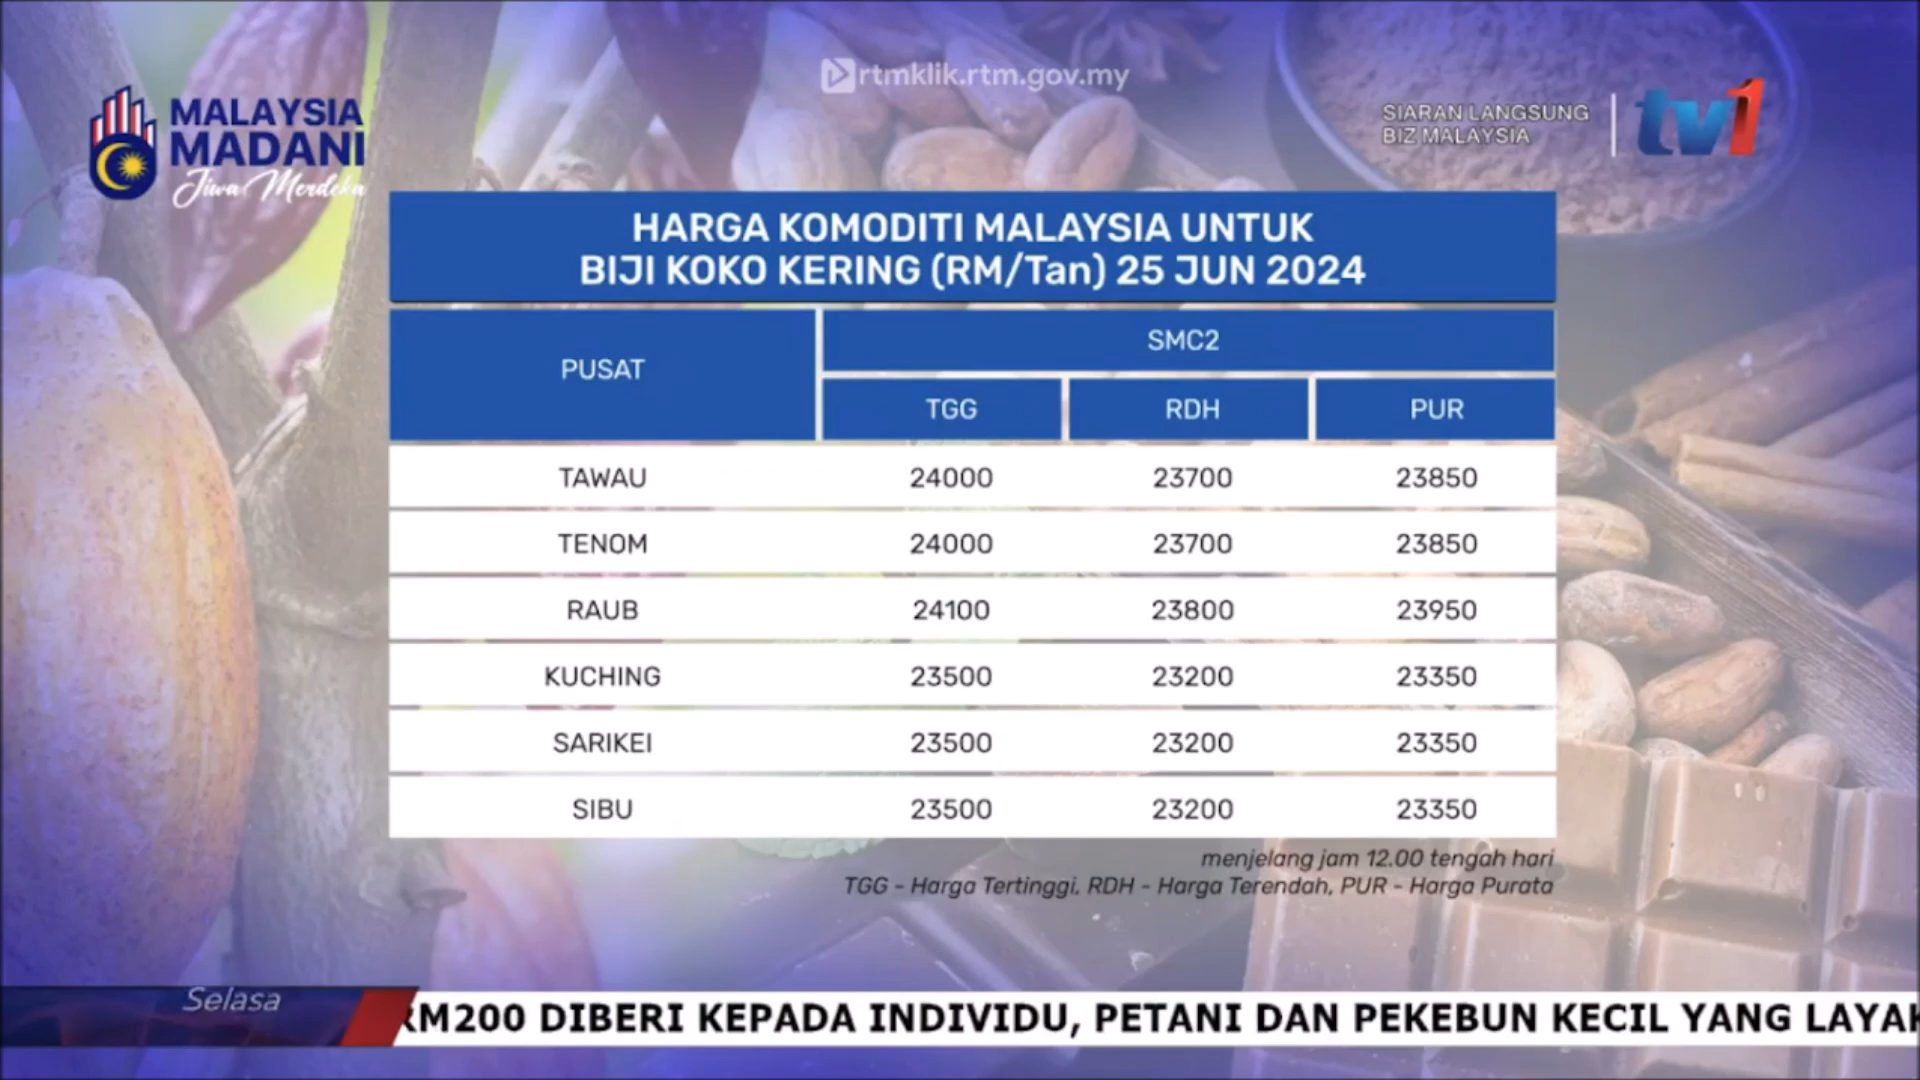 rtmklik.rtm.gov.my
MALAYSIA
MADANI
Jiwa Merdeka
SIARAN LANGSUNG
BIZ MALAYSIA
tv1
HARGA KOMODITI MALAYSIA UNTUK
BIJI KOKO KERING (RM/Tan) 25 JUN 2024
PUSAT
SMC2
TGG RDH PUR
TAWAU 24000 23700 23850
TENOM 24000 23700 23850
RAUB 24100 23800 23950
KUCHING 23500 23200 23350
SARIKEI 23500 23200 23350
SIBU 23500 23200 23350
menjelang jam 12.00 tengah hari
TGG - Harga Tertinggi, RDH - Harga Terendah, PUR - Harga Purata
Selasa
RM200 DIBERI KEPADA INDIVIDU, PETANI DAN PEKEBUN KECIL YANG LAYAK